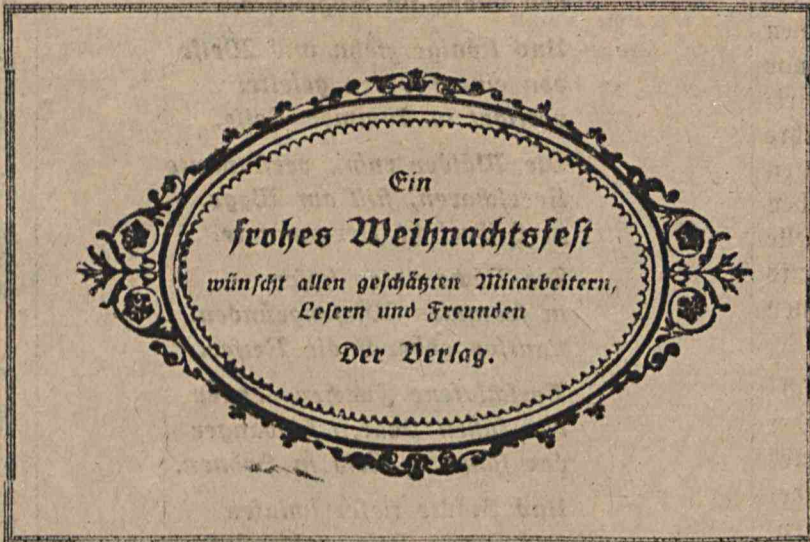 Ein
frohes Weihnachtsfest
wünscht allen geschätzten Mitarbeitern,
Lesern und Freunden
Der Verlag.